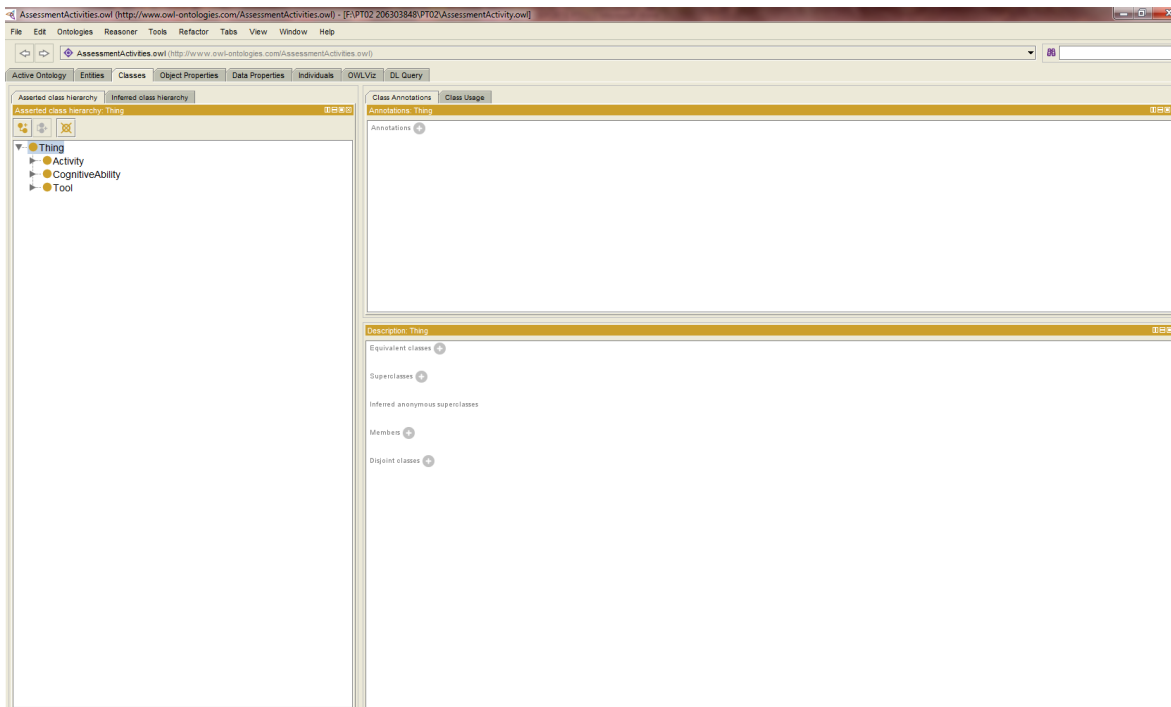 AssessmentActivities.owl (http://www.owl-ontologies.com/AssessmentActivities.owl) - [F:\PT02 206303848\PT02\AssessmentActivity.owl]
File Edit Ontologies Reasoner Tools Refactor Tabs View Window Help
AssessmentActivities.owl (http://www.owl-ontologies.com/AssessmentActivities.owl)
Active Ontology Entities Classes Object Properties Data Properties Individuals OWLViz DL Query
Asserted class hierarchy Inferred class hierarchy
Asserted class hierarchy: Thing
Thing
Activity
CognitiveAbility
Tool
Class Annotations Class Usage
Annotations: Thing
Annotations
Description: Thing
Equivalent classes
Superclasses
Inferred anonymous superclasses
Members
Disjoint classes